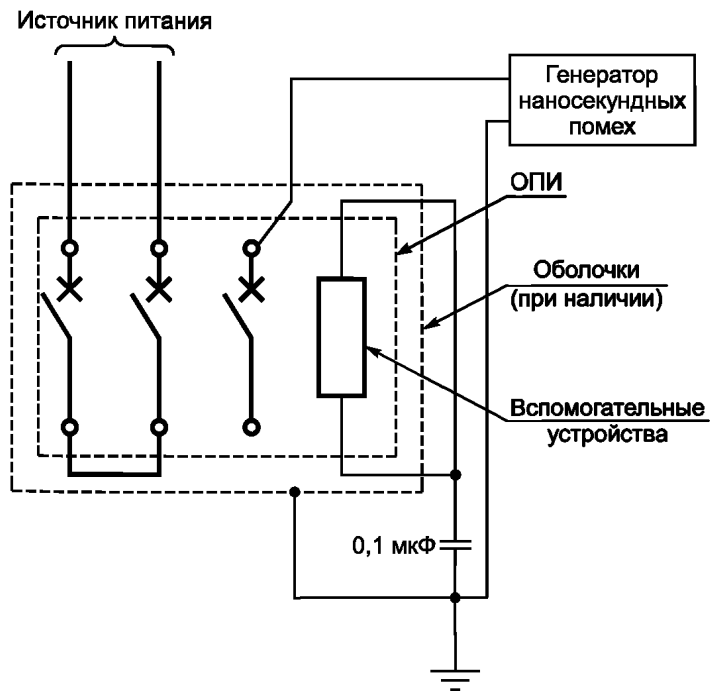 Источник питания
Генератор
наносекундных
помех
ОПИ
Оболочки
(при наличии)
Вспомогательные
устройства
0,1 мкФ